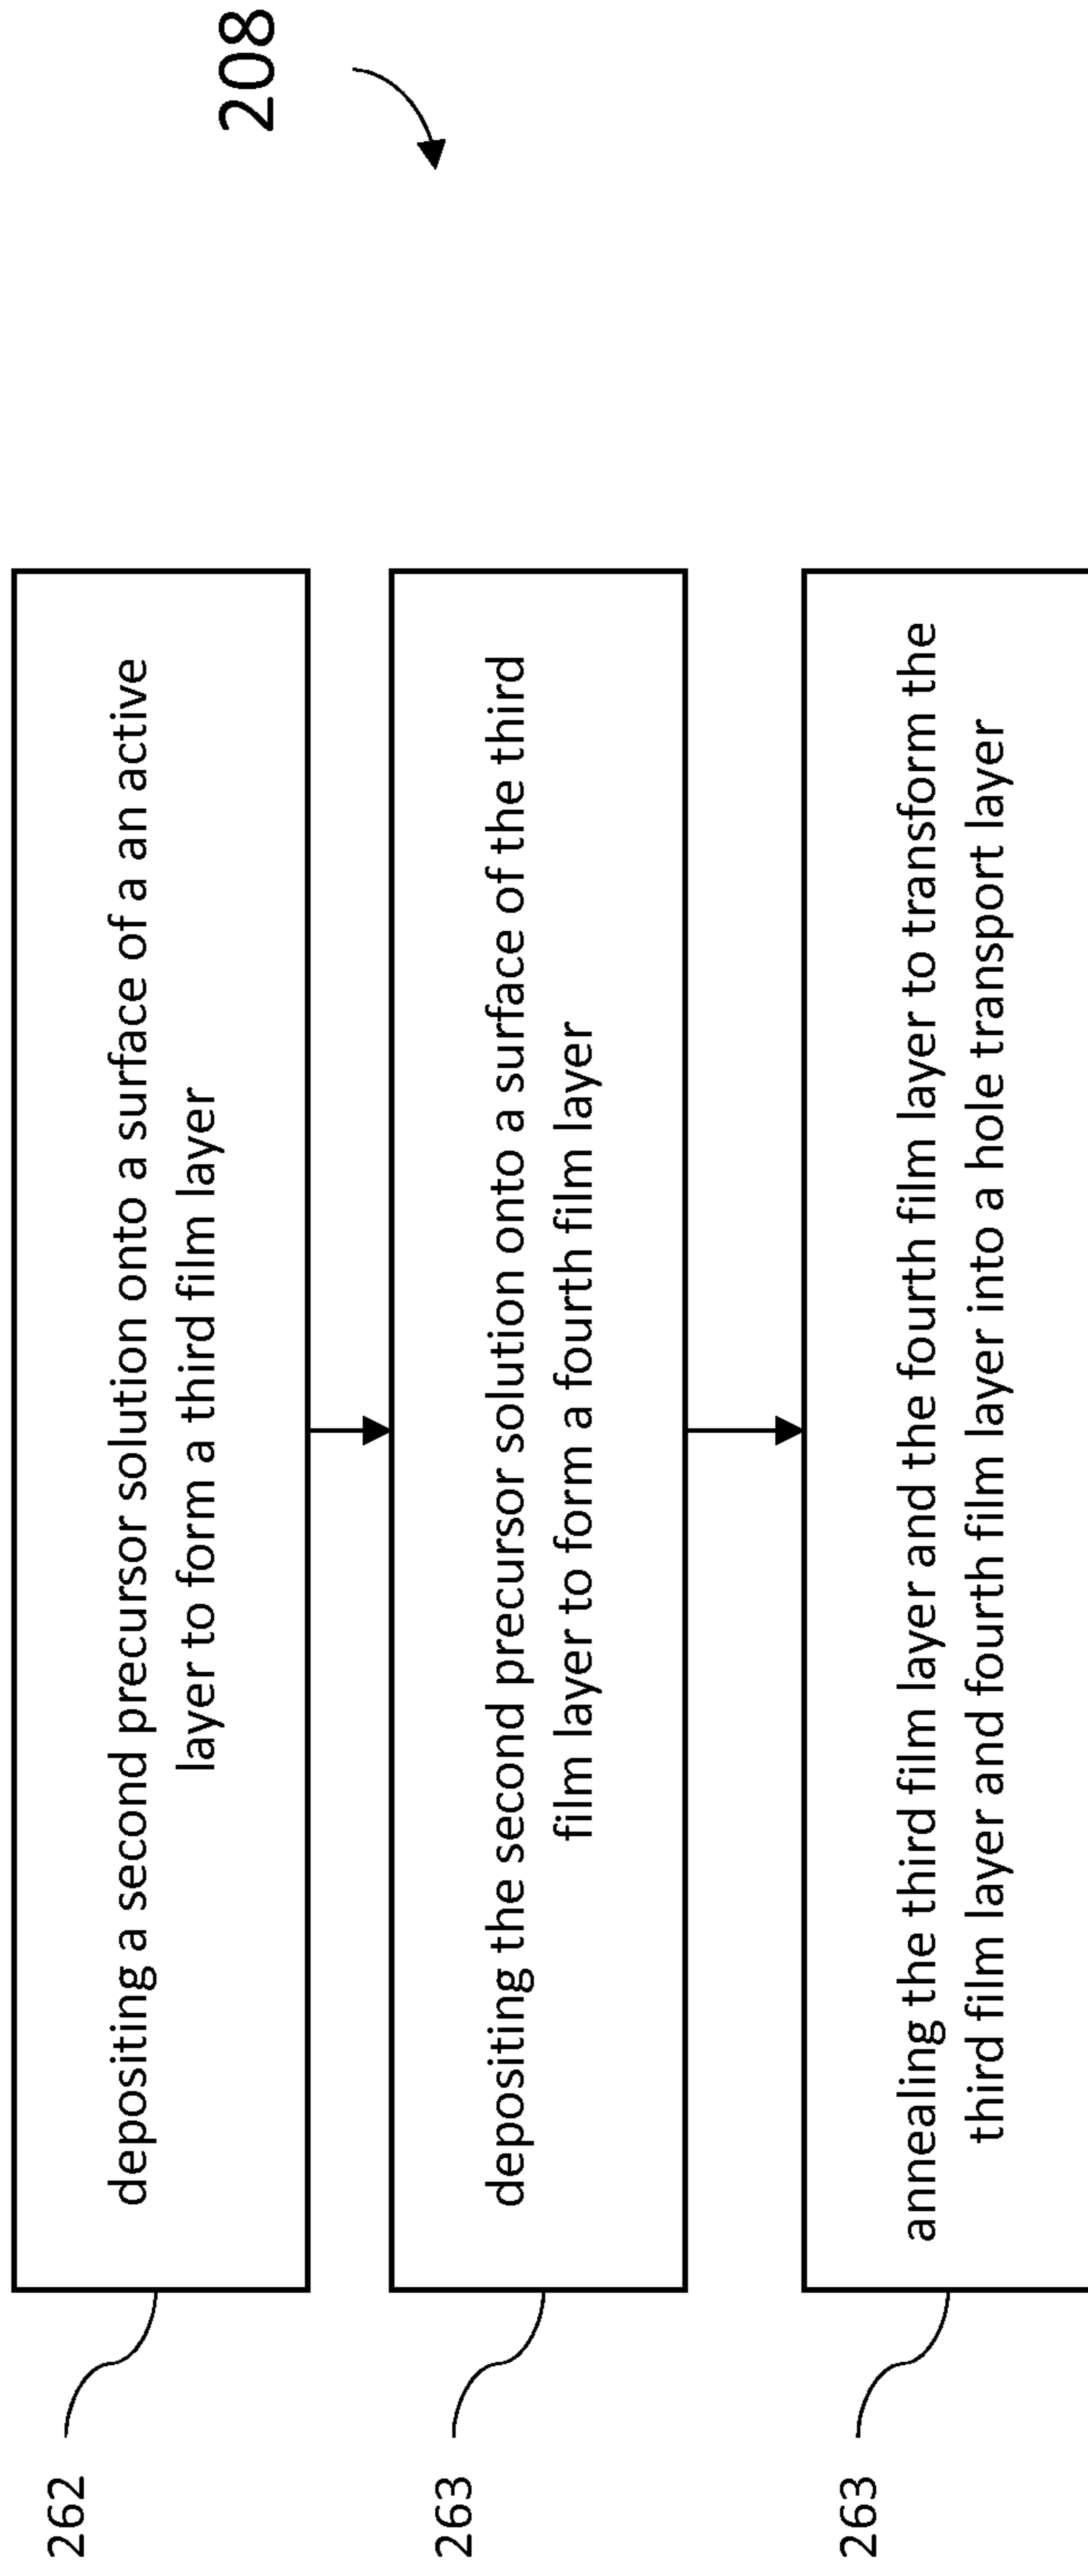 208
262
depositing a second precursor solution onto a surface of a an active
layer to form a third film layer
263
depositing the second precursor solution onto a surface of the third
film layer to form a fourth film layer
263
annealing the third film layer and the fourth film layer to transform the
third film layer and fourth film layer into a hole transport layer